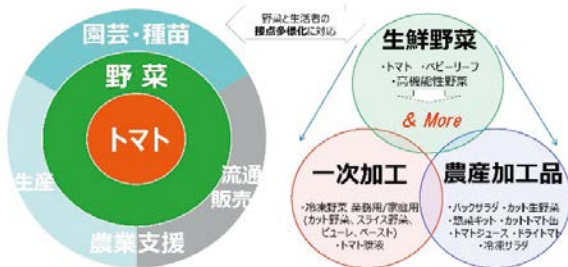 園芸・種苗
野菜
トマト
生産
流通
販売
農業支援
野菜と生活者の
接点多様化に対応
生鮮野菜
・トマト ・ベビーリーフ
・高機能性野菜
& More
一次加工
・冷凍野菜 業務用/家庭用
(カット野菜、スライス野菜、
ピューレ、ペースト)
・トマト原液
農産加工品
・パックサラダ・カット生野菜
・惣菜キット・カットトマト缶
・トマトジュース・ドライトマト
・冷凍サラダ